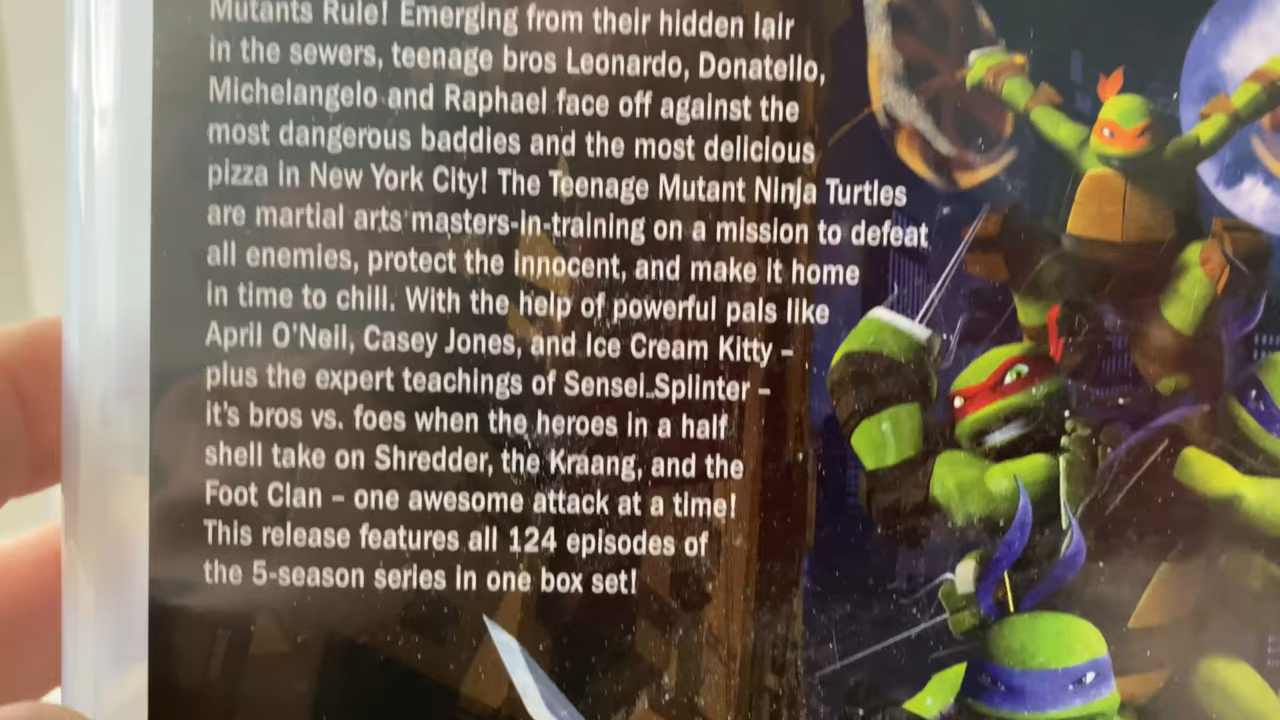 Mutants Rule! Emerging from their hidden lair
in the sewers, teenage bros Leonardo, Donatello,
Michelangelo and Raphael face off against the
most dangerous baddies and the most delicious
pizza in New York City! The Teenage Mutant Ninja Turtles
are martial arts masters-in-training on a mission to defeat
all enemies, protect the innocent, and make it home
in time to chill. With the help of powerful pals like
April O'Neil, Casey Jones, and Ice Cream Kitty –
plus the expert teachings of Sensei Splinter –
it's bros vs. foes when the heroes in a half
shell take on Shredder, the Kraang, and the
Foot Clan – one awesome attack at a time!
This release features all 124 episodes of
the 5-season series in one box set!